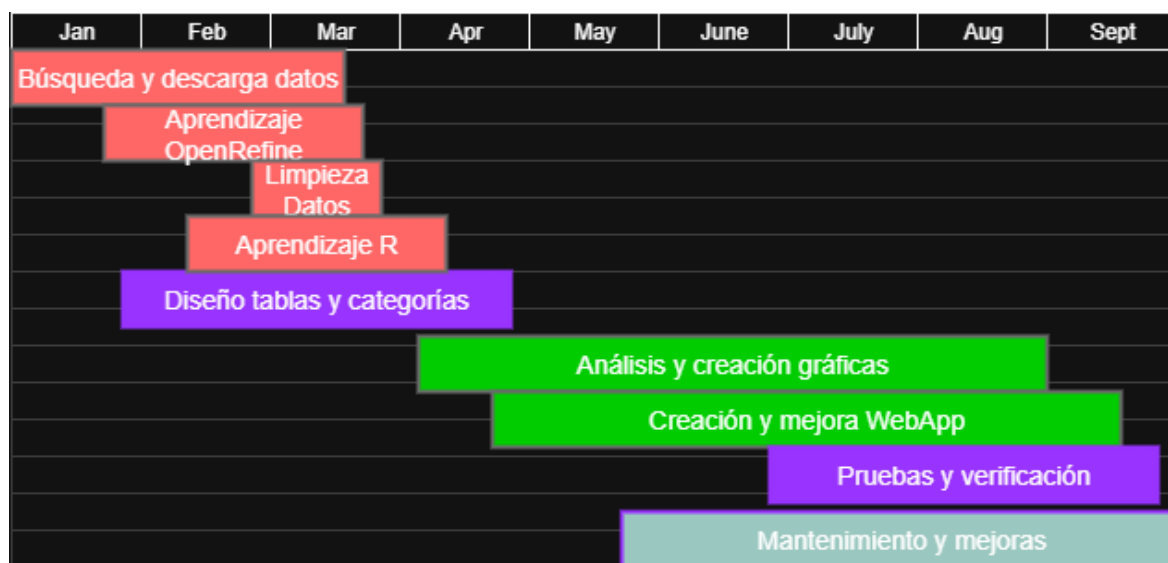 Jan Feb Mar Apr May June July Aug Sept
Búsqueda y descarga datos
Aprendizaje
OpenRefine
Limpieza
Datos
Aprendizaje R
Diseño tablas y categorías
Análisis y creación gráficas
Creación y mejora WebApp
Pruebas y verificación
Mantenimiento y mejoras